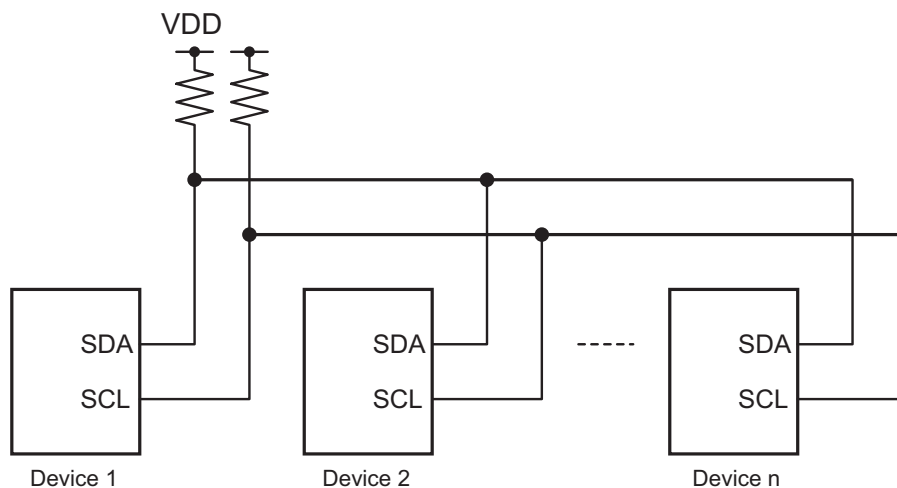 VDD
SDA
SCL
SDA
SCL
SDA
SCL
Device 1
Device 2
Device n